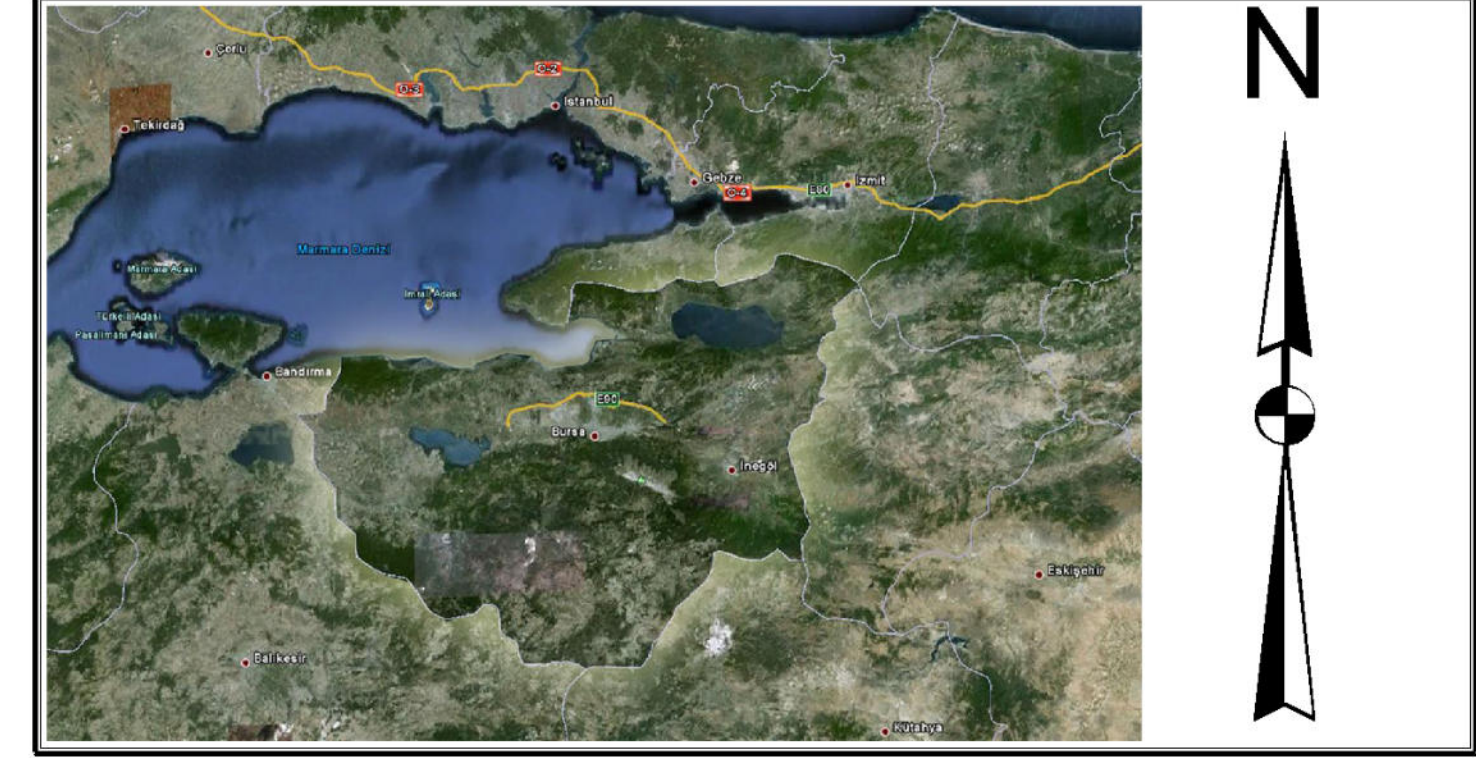 N
Çorlu
O-2
O-3
İstanbul
Tekirdağ
Gebze
İzmit
E80
O-4
Marmara Denizi
Marmara Adası
İmralı Adası
Türkeli Adası
Paşalimanı Adası
Bandırma
E90
Bursa
İnegöl
Eskişehir
Balıkesir
Kütahya